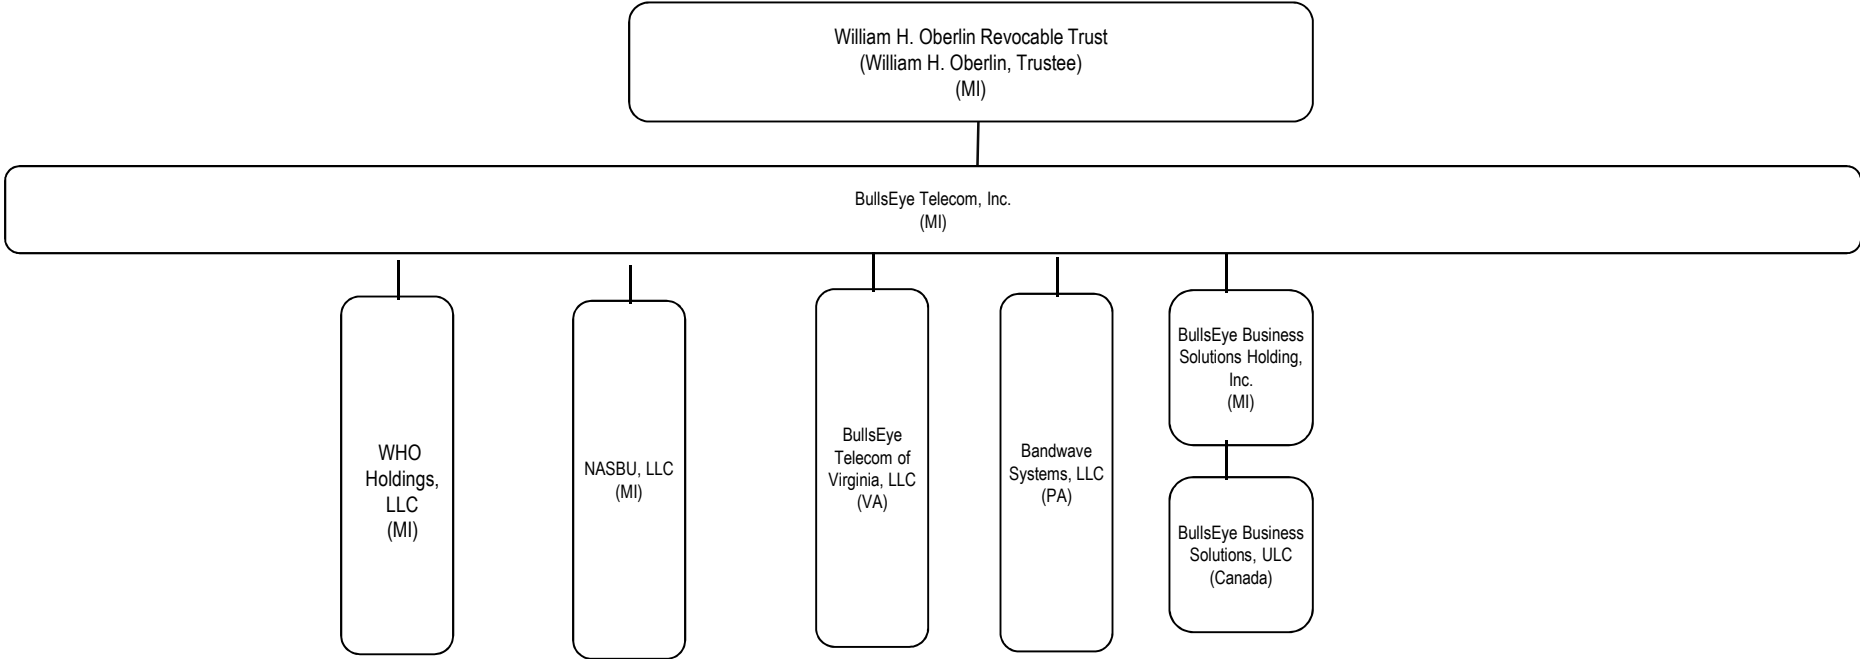 William H. Oberlin Revocable Trust
(William H. Oberlin, Trustee)
(MI)
BullsEye Telecom, Inc.
(MI)
WHO
Holdings,
LLC
(MI)
NASBU, LLC
(MI)
BullsEye
Telecom of
Virginia, LLC
(VA)
Bandwave
Systems, LLC
(PA)
BullsEye Business
Solutions Holding,
Inc.
(MI)
BullsEye Business
Solutions, ULC
(Canada)